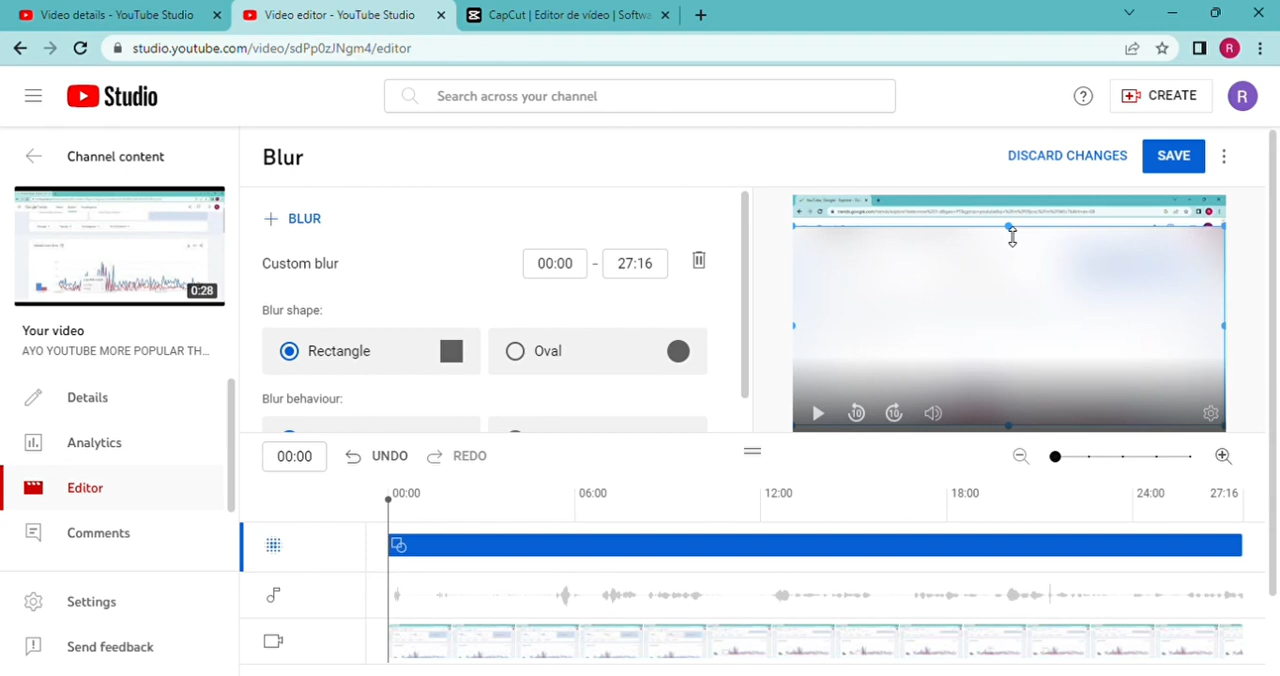 Video details - YouTube Studio
Video editor - YouTube Studio
CapCut | Editor de vídeo | Softwa
studio.youtube.com/video/sdPp0zJNgm4/editor
R
Studio
Search across your channel
CREATE
R
Channel content
Blur
DISCARD CHANGES
SAVE
BLUR
Custom blur
00:00 - 27:16
0:28
Blur shape:
Your video
AYO YOUTUBE MORE POPULAR TH...
Rectangle
Oval
Details
Blur behaviour:
10
10
Analytics
00:00
UNDO
REDO
Editor
00:00
06:00
12:00
18:00
24:00
27:16
Comments
Settings
Send feedback